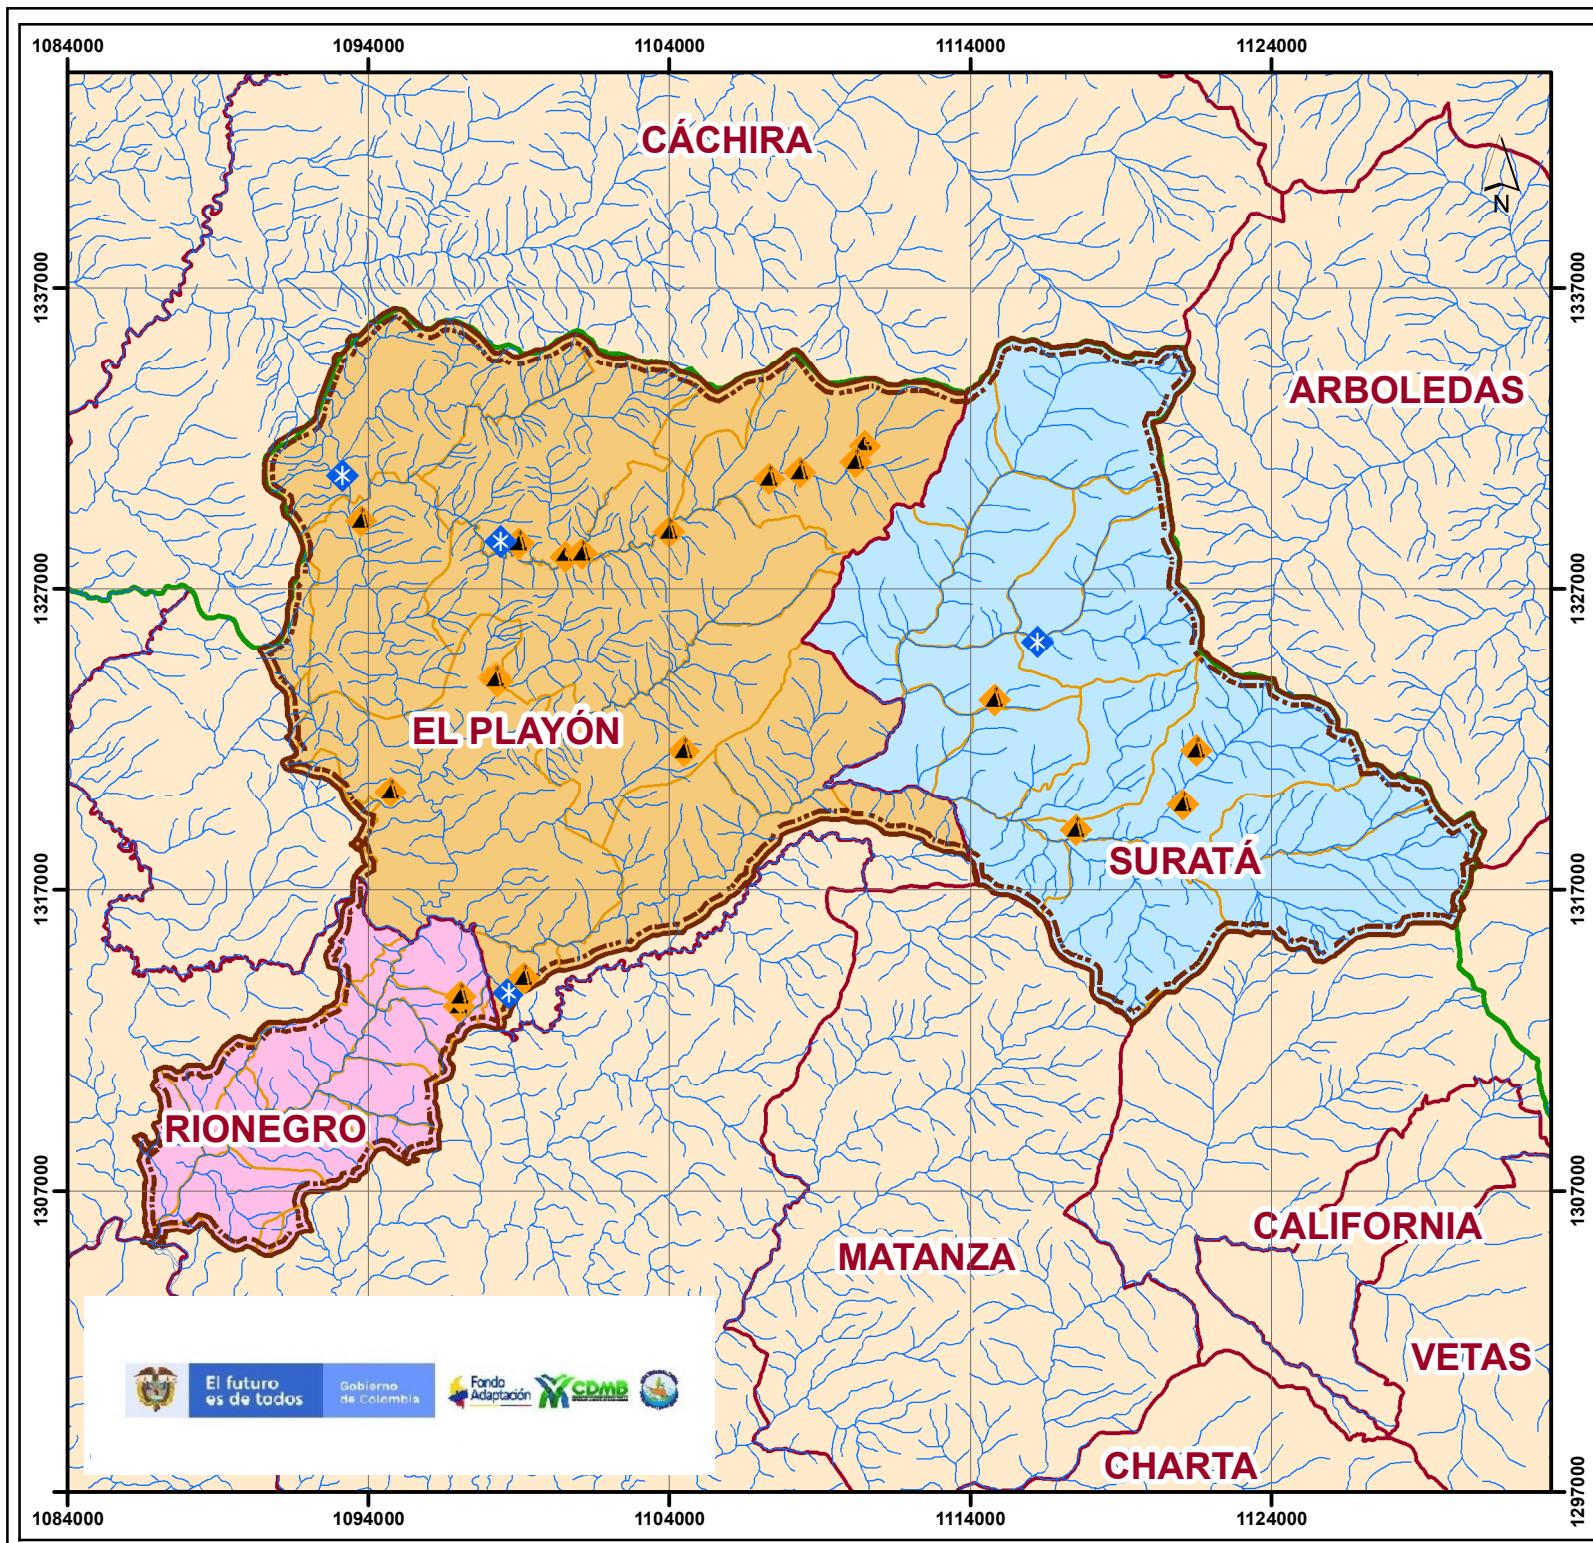 1084000 1094000 1104000 1114000 1124000
CÁCHIRA
N
1337000 1337000
ARBOLEDAS
1327000 1327000
EL PLAYÓN
SURATÁ
1317000 1317000
RIONEGRO
1307000 1307000
CALIFORNIA
MATANZA
VETAS
El futuro
es de todos
Gobierno
de Colombia
Fondo
Adaptación
CDMB
CHARTA
1297000
1084000 1094000 1104000 1114000 1124000